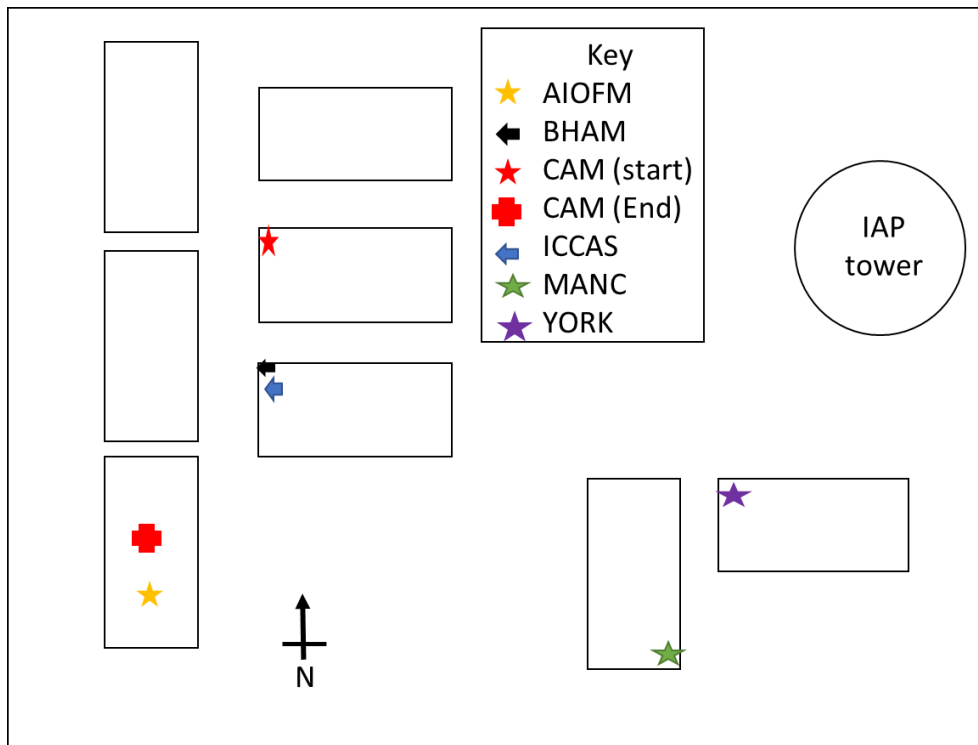 Key
AIOFM
BHAM
CAM (start)
CAM (End)
ICCAS
MANC
YORK
IAP
tower
N